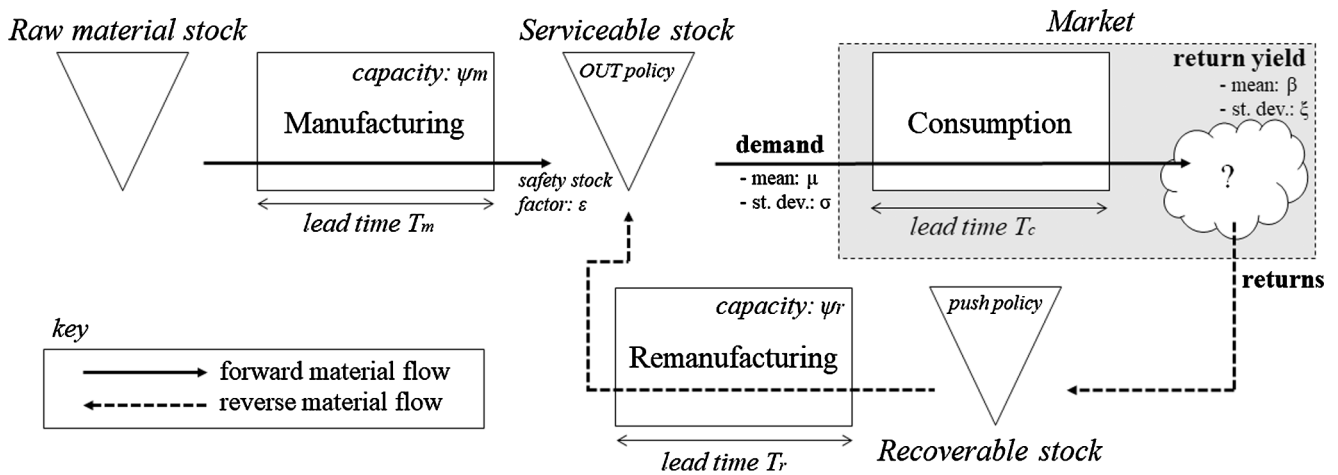 Raw material stock
capacity: ψm
Manufacturing
lead time Tm
Serviceable stock
OUT policy
safety stock
factor: ε
demand
- mean: μ
- st. dev.: σ
Market
Consumption
lead time Tc
return yield
- mean: β
- st. dev.: ξ
?
returns
capacity: ψr
Remanufacturing
lead time Tr
push policy
Recoverable stock
key
forward material flow
reverse material flow